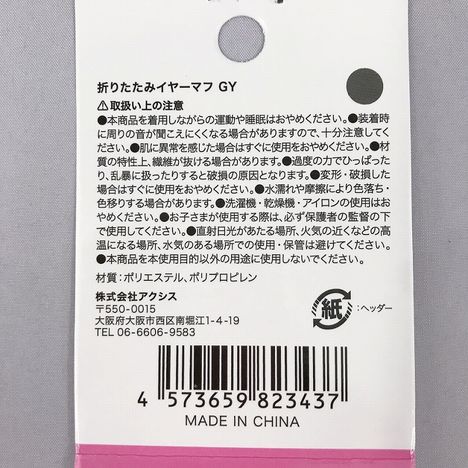 折りたたみイヤーマフ GY
⚠取扱い上の注意
●本商品を着用しながらの運動や睡眠はおやめください。●装着時
に周りの音が聞こえにくくなる場合がありますので、十分注意してく
ださい。●肌に異常を感じた場合はすぐに使用をおやめください。●材
質の特性上、繊維が抜ける場合があります。●過度の力でひっぱった
り、乱暴に扱ったりすると破損の原因となります。●変形・破損した
場合はすぐに使用をおやめください。●水濡れや摩擦により色落ち・
色移りする場合があります。●洗濯機・乾燥機・アイロンの使用はお
やめください。●お子さまが使用する際は、必ず保護者の監督の下
で使用してください。●直射日光があたる場所、火気の近くなどの高
温になる場所、水気のある場所での使用・保管は避けてください。
●本商品を本使用目的以外の用途に使用しないでください。
材質：ポリエステル、ポリプロピレン
株式会社アクシス
〒550-0015
大阪府大阪市西区南堀江1-4-19
TEL 06-6606-9583
紙
：ヘッダー
4 573659 823437
MADE IN CHINA